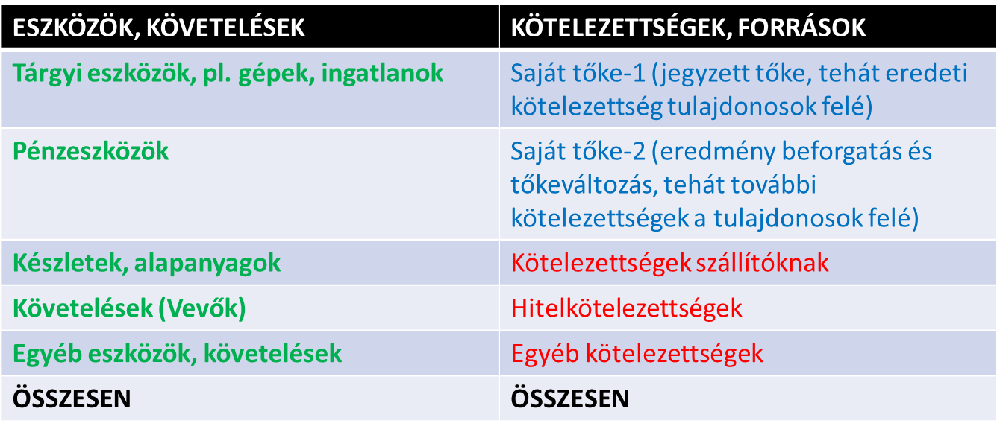 ESZKÖZÖK, KÖVETELÉSEK
KÖTELEZETTSÉGEK, FORRÁSOK
Tárgyi eszközök, pl. gépek, ingatlanok
Saját tőke-1 (jegyzett tőke, tehát eredeti
kötelezettség tulajdonosok felé)
Pénzeszközök
Saját tőke-2 (eredmény beforgatás és
tőkeváltozás, tehát további
kötelezettségek a tulajdonosok felé)
Készletek, alapanyagok
Kötelezettségek szállítóknak
Követelések (Vevők)
Hitelkötelezettségek
Egyéb eszközök, követelések
Egyéb kötelezettségek
ÖSSZESEN
ÖSSZESEN